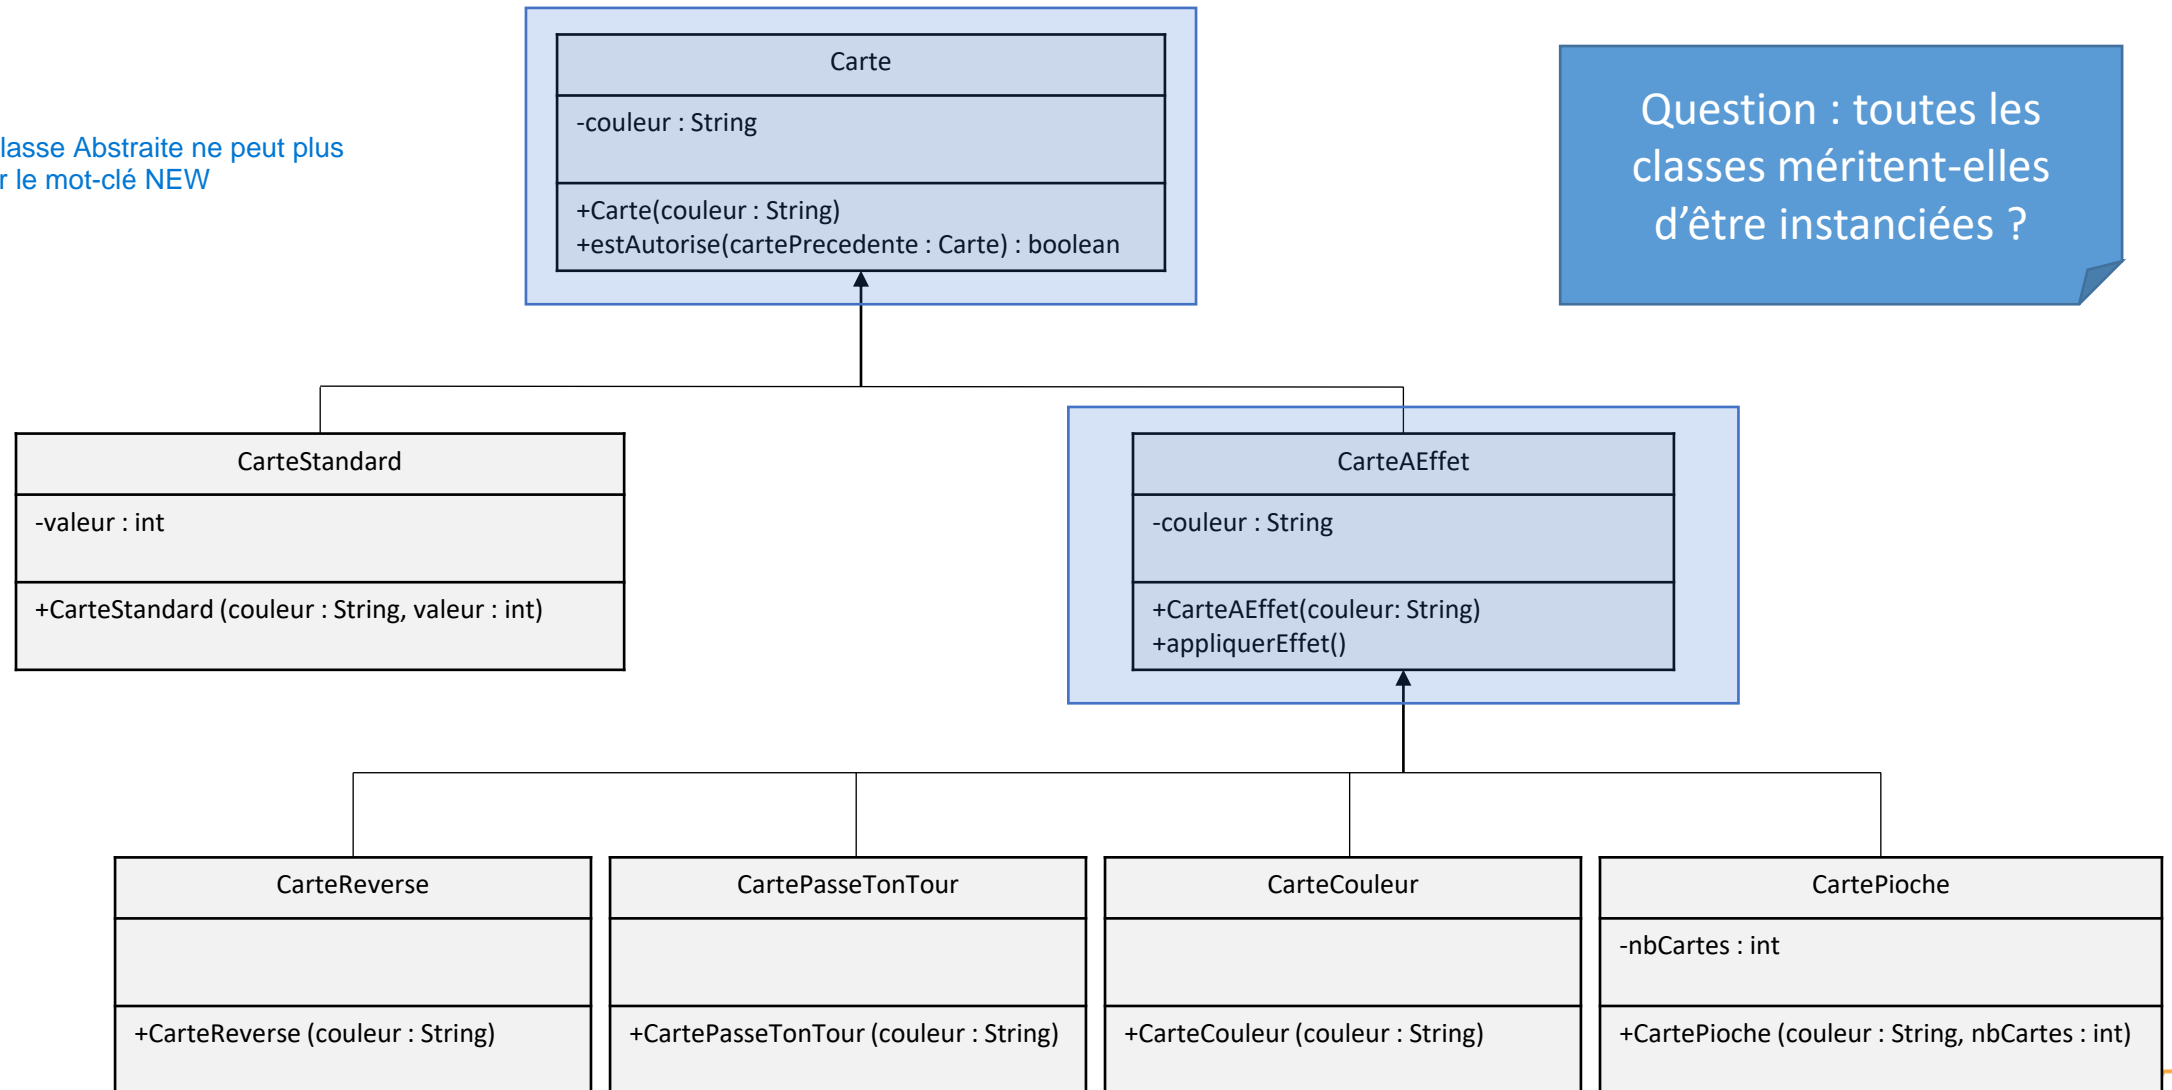 Carte
-couleur : String
+Carte(couleur : String)
+estAutorise(cartePrecedente : Carte) : boolean
Question : toutes les
classes méritent-elles
d’être instanciées ?
Abstraite ne peut plus
le mot-clé NEW
CarteStandard
-valeur : int
+CarteStandard (couleur : String, valeur : int)
CarteAEffet
-couleur : String
+CarteAEffet(couleur: String)
+appliquerEffet()
CarteReverse
+CarteReverse (couleur : String)
CartePasseTonTour
+CartePasseTonTour (couleur : String)
CarteCouleur
+CarteCouleur (couleur : String)
CartePioche
-nbCartes : int
+CartePioche (couleur : String, nbCartes : int)